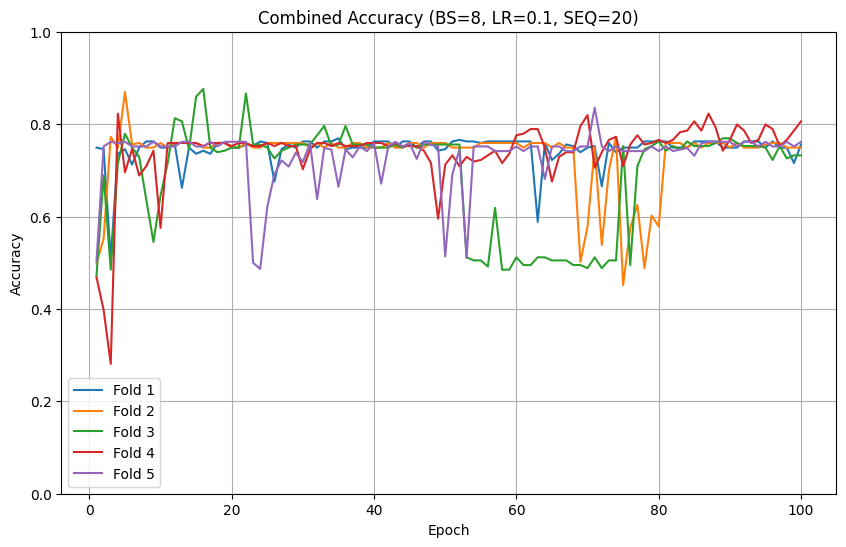 Combined Accuracy (BS=8, LR=0.1, SEQ=20)
Accuracy
1.0
0.8
0.6
0.4
0.2
0.0
Fold 1
Fold 2
Fold 3
Fold 4
Fold 5
0 20 40 60 80 100
Epoch